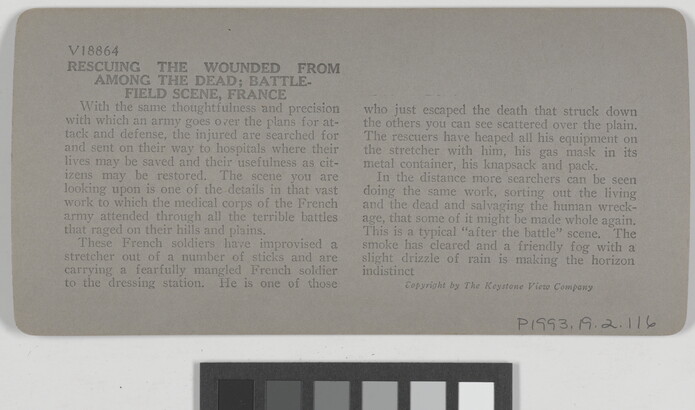 V18864
RESCUING THE WOUNDED FROM
AMONG THE DEAD; BATTLE-
FIELD SCENE, FRANCE
With the same thoughtfulness and precision
with which an army goes over the plans for at-
tack and defense, the injured are searched for
and sent on their way to hospitals where their
lives may be saved and their usefulness as cit-
izens may be restored. The scene you are
looking upon is one of the details in that vast
work to which the medical corps of the French
army attended through all the terrible battles
that raged on their hills and plains.
These French soldiers have improvised a
stretcher out of a number of sticks and are
carrying a fearfully mangled French soldier
to the dressing station. He is one of those
who just escaped the death that struck down
the others you can see scattered over the plain.
The rescuers have heaped all his equipment on
the stretcher with him, his gas mask in its
metal container, his knapsack and pack.
In the distance more searchers can be seen
doing the same work, sorting out the living
and the dead and salvaging the human wreck-
age, that some of it might be made whole again.
This is a typical "after the battle" scene. The
smoke has cleared and a friendly fog with a
slight drizzle of rain is making the horizon
indistinct
Copyright by The Keystone View Company
P1993.19.2.116